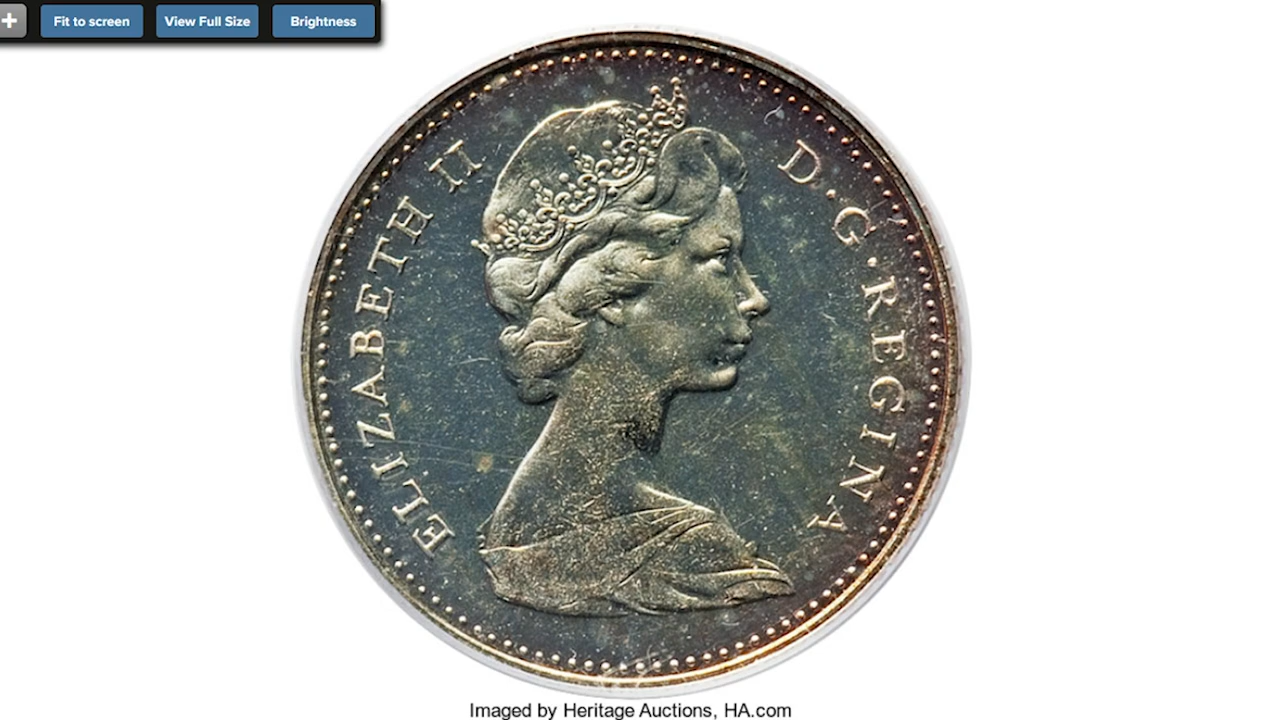 Fit to screen
View Full Size
Brightness
ELIZABETH II
D·G·REGINA
Imaged by Heritage Auctions, HA.com